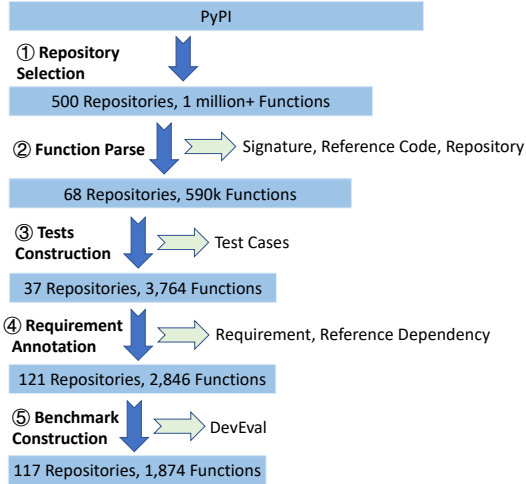 PyPI
① Repository
Selection
500 Repositories, 1 million+ Functions
② Function Parse
Signature, Reference Code, Repository
68 Repositories, 590k Functions
③ Tests
Construction
Test Cases
37 Repositories, 3,764 Functions
④ Requirement
Annotation
Requirement, Reference Dependency
121 Repositories, 2,846 Functions
⑤ Benchmark
Construction
DevEval
117 Repositories, 1,874 Functions